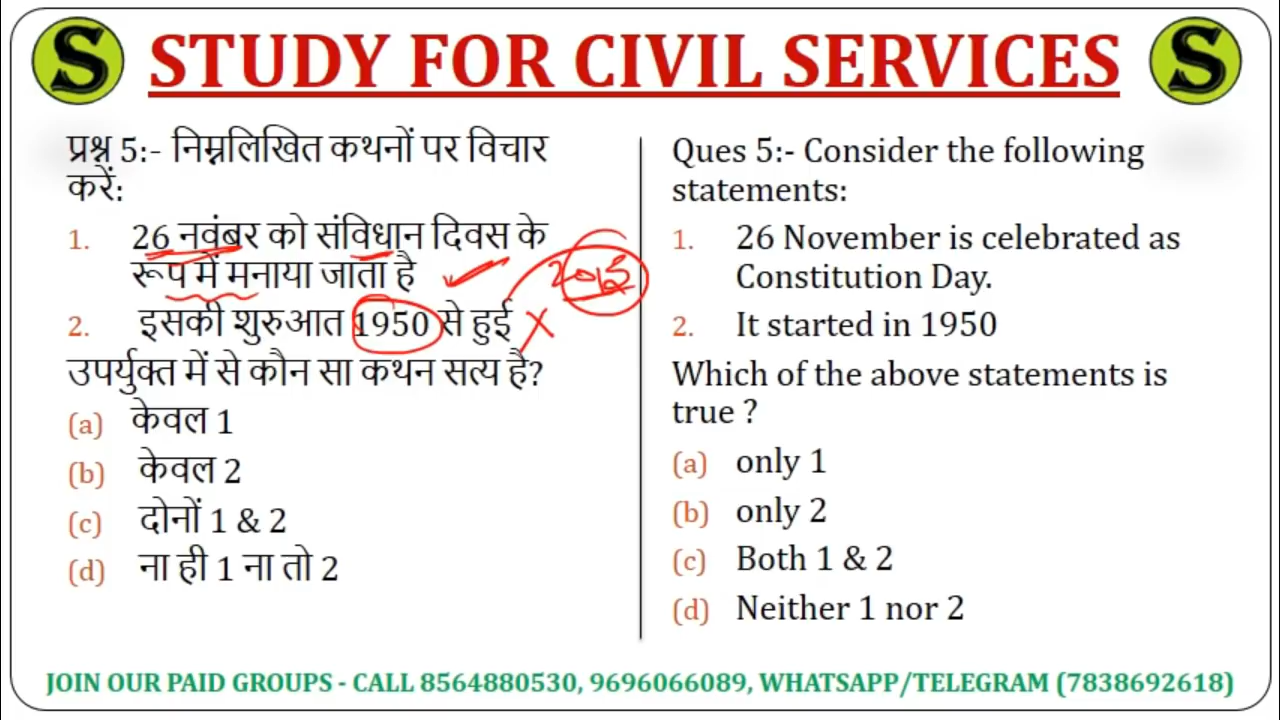 S STUDY FOR CIVIL SERVICES S
प्रश्न 5:- निम्नलिखित कथनों पर विचार
करें:
1. 26 नवंबर को संविधान दिवस के
रूप में मनाया जाता है
2015
2. इसकी शुरुआत 1950 से हुई
उपर्युक्त में से कौन सा कथन सत्य है?
(a) केवल 1
(b) केवल 2
(c) दोनों 1 & 2
(d) ना ही 1 ना तो 2
Ques 5:- Consider the following
statements:
1. 26 November is celebrated as
Constitution Day.
2. It started in 1950
Which of the above statements is
true ?
(a) only 1
(b) only 2
(c) Both 1 & 2
(d) Neither 1 nor 2
JOIN OUR PAID GROUPS - CALL 8564880530, 9696066089, WHATSAPP/TELEGRAM (7838692618)